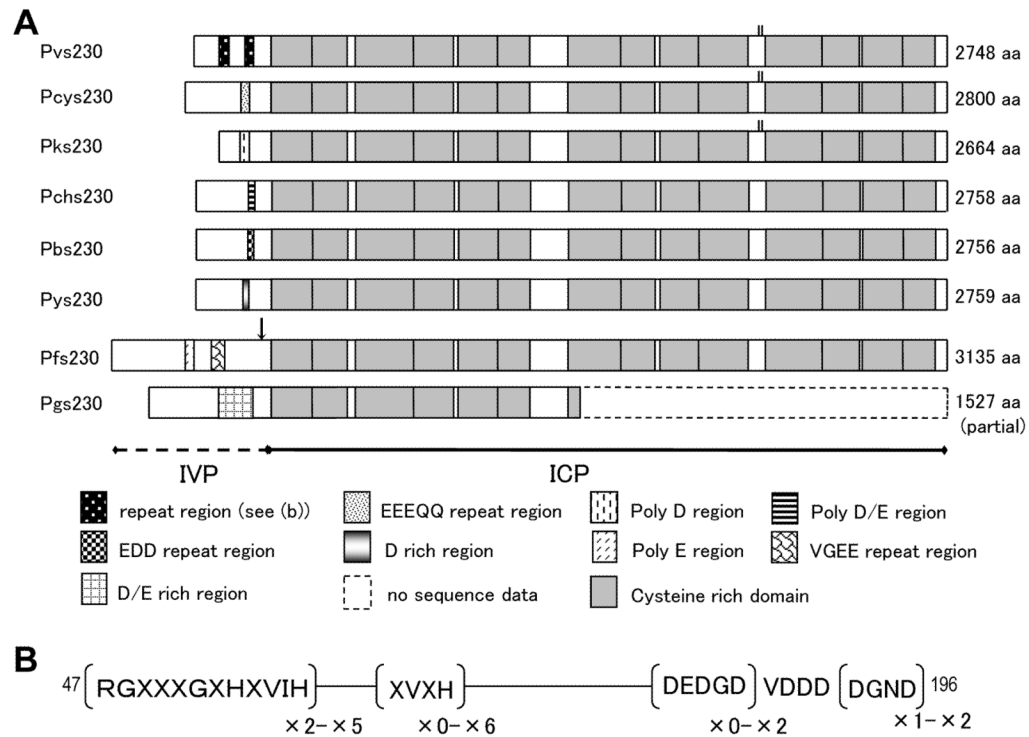 A
Pvs230 2748 aa
Pcys230 2800 aa
Pks230 2664 aa
Pchs230 2758 aa
Pbs230 2756 aa
Pys230 2759 aa
Pfs230 3135 aa
Pgs230 1527 aa
(partial)
IVP ICP
repeat region (see (b)) EEEQQ repeat region Poly D region Poly D/E region
EDD repeat region D rich region Poly E region VGEE repeat region
D/E rich region no sequence data Cysteine rich domain
B
47 RGXXXGXHXVIH XVXH DEDGD VDDD DGND 196
×2-×5 ×0-×6 ×0-×2 ×1-×2